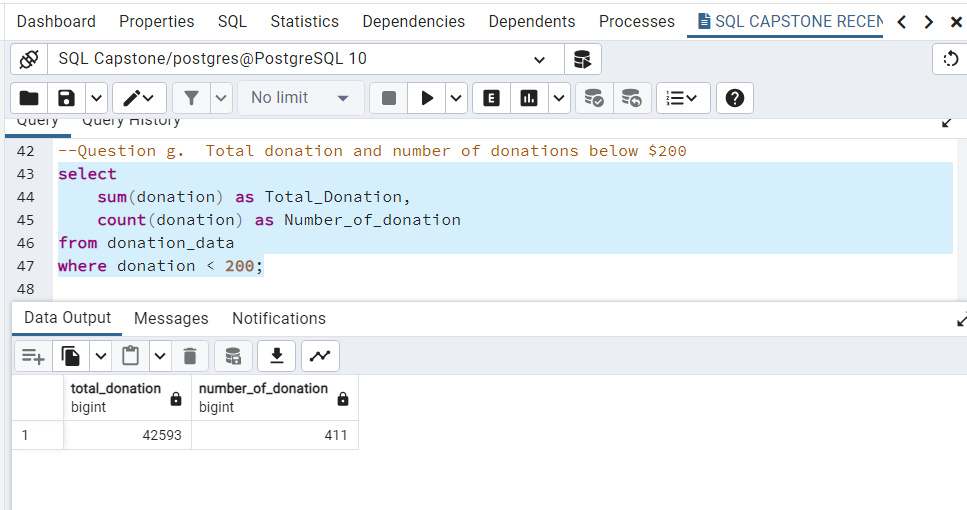 Dashboard Properties SQL Statistics Dependencies Dependents Processes SQL CAPSTONE RECEN
SQL Capstone/postgres@PostgreSQL 10
No limit
E
Query Query History
42 --Question g. Total donation and number of donations below $200
43 select
44 sum(donation) as Total_Donation,
45 count(donation) as Number_of_donation
46 from donation_data
47 where donation < 200;
48
Data Output Messages Notifications
total_donation number_of_donation
bigint bigint
1 42593 411